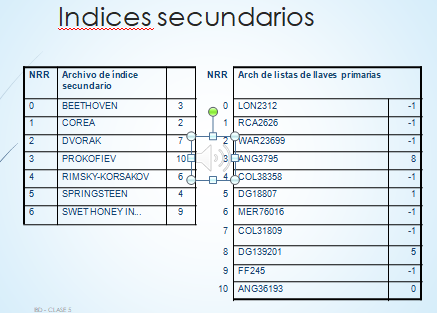 Indices secundarios
NRR Archivo de índice secundario
0 BEETHOVEN 3
1 COREA 2
2 DVORAK 7
3 PROKOFIEV 10
4 RIMSKY-KORSAKOV 6
5 SPRINGSTEEN 4
6 SWETHONEY IN... 9
NRR Arch de listas de llaves primarias
0 LON2312 -1
1 RCA2626 -1
2 WAR23699 -1
3 ANG3795 8
4 COL38358 -1
5 DG18807 1
6 MER76016 -1
7 COL31809 -1
8 DG139201 5
9 FF245 -1
10 ANG36193 0
BD - CLASE 5